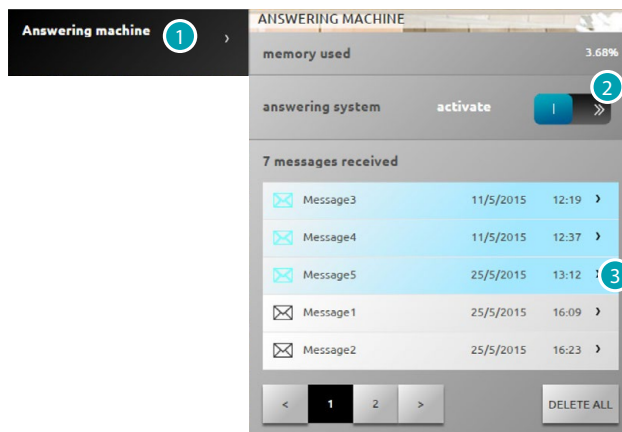 Answering machine 1 ›
ANSWERING MACHINE
memory used 3.68%
2
answering system activate I »
7 messages received
Message3 11/5/2015 12:19 ›
Message4 11/5/2015 12:37 ›
Message5 25/5/2015 13:12 › 3
Message1 25/5/2015 16:09 ›
Message2 25/5/2015 16:23 ›
< 1 2 > DELETE ALL